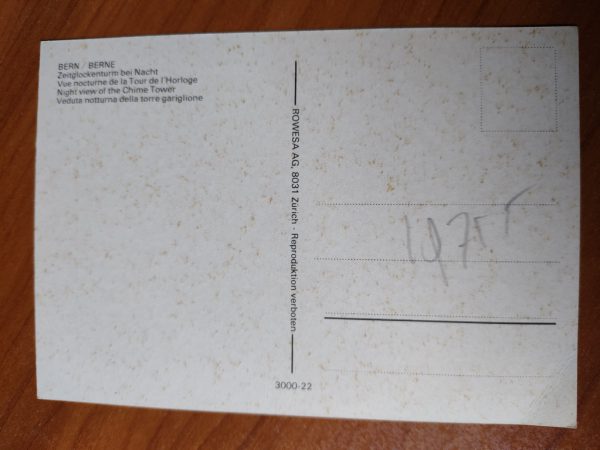 BERN / BERNE
Zeitglockenturm bei Nacht
Vue nocturne de la Tour de l'Horloge
Night view of the Chime Tower
Veduta notturna della torre gariglione
ROWESA AG, 8031 Zürich - Reproduktion verboten
3000-22